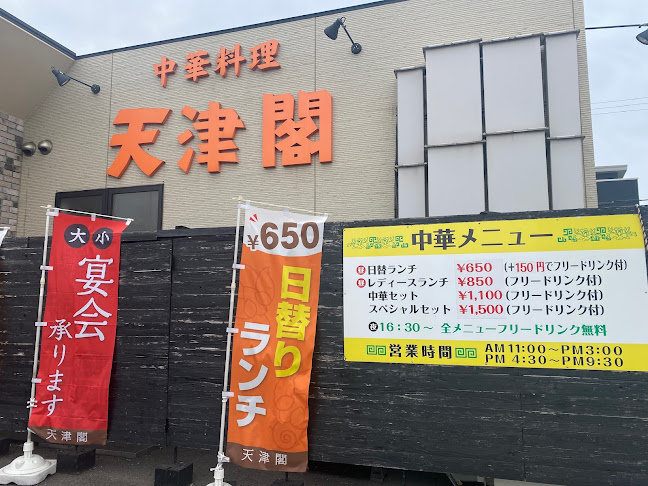 中華料理
天津閣
大 小
宴会
承ります
天津閣
¥650
日替り
ランチ
天津閣
中華メニュー
昼 日替ランチ ¥650 (+150円でフリードリンク付)
昼 レディースランチ ¥850 (フリードリンク付)
中華セット ¥1,100 (フリードリンク付)
スペシャルセット ¥1,500 (フリードリンク付)
夜 16:30〜 全メニューフリードリンク無料
営業時間 AM11:00〜PM3:00
PM 4:30〜PM9:30